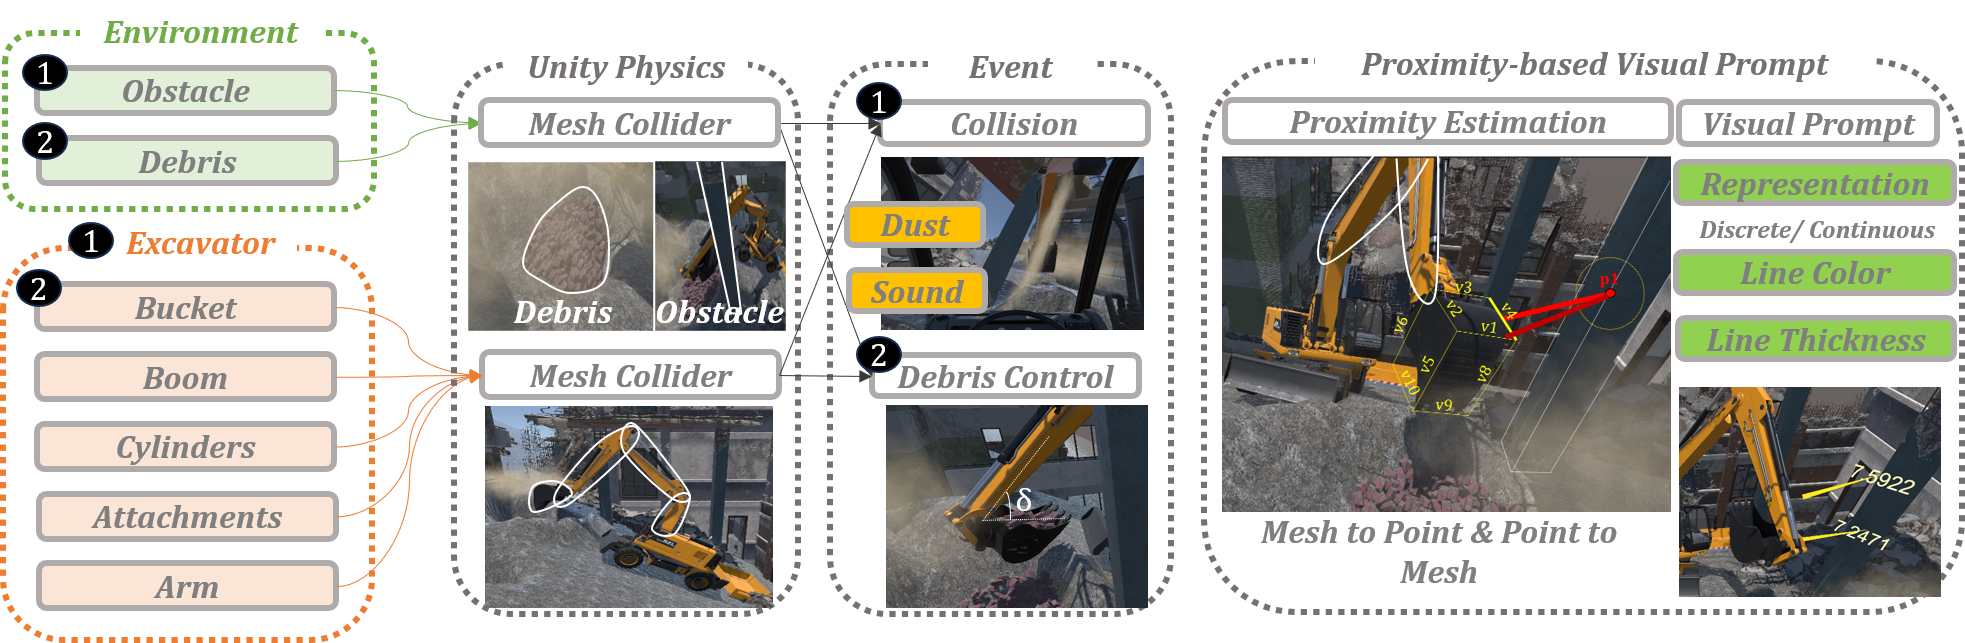 Environment
1
Obstacle
2
Debris
1
Excavator
2
Bucket
Boom
Cylinders
Attachments
Arm
Unity Physics
Mesh Collider
Debris
Obstacle
Mesh Collider
Event
1
Collision
Dust
Sound
2
Debris Control
δ
Proximity-based Visual Prompt
Proximity Estimation
p1
v3
v4
v2
v1
v6
v5
v8
v10
v9
Mesh to Point & Point to
Mesh
Visual Prompt
Representation
Discrete/ Continuous
Line Color
Line Thickness
7.5922
7.2471